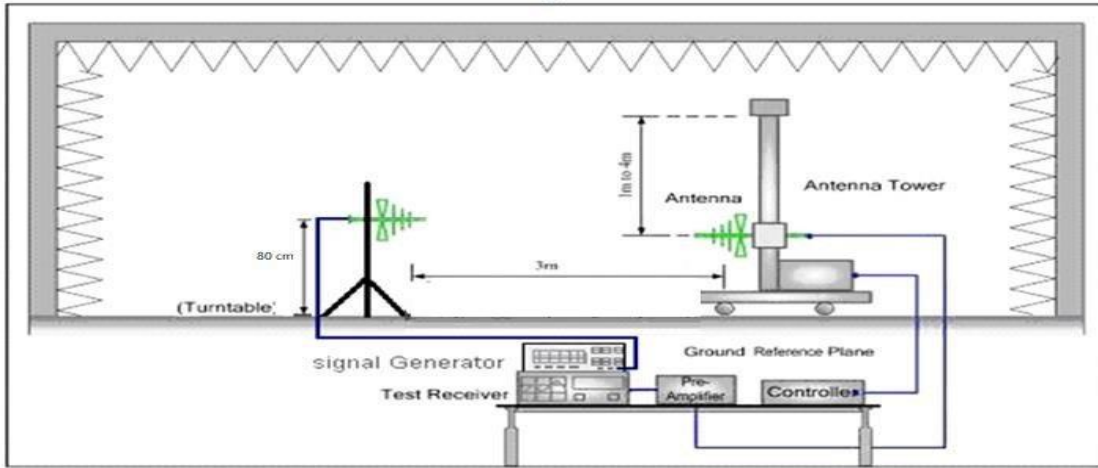 1m to 4m
Antenna
Antenna Tower
80 cm
3m
(Turntable)
signal Generator
Ground Reference Plane
Test Receiver
Pre-
Amplifier
Controller